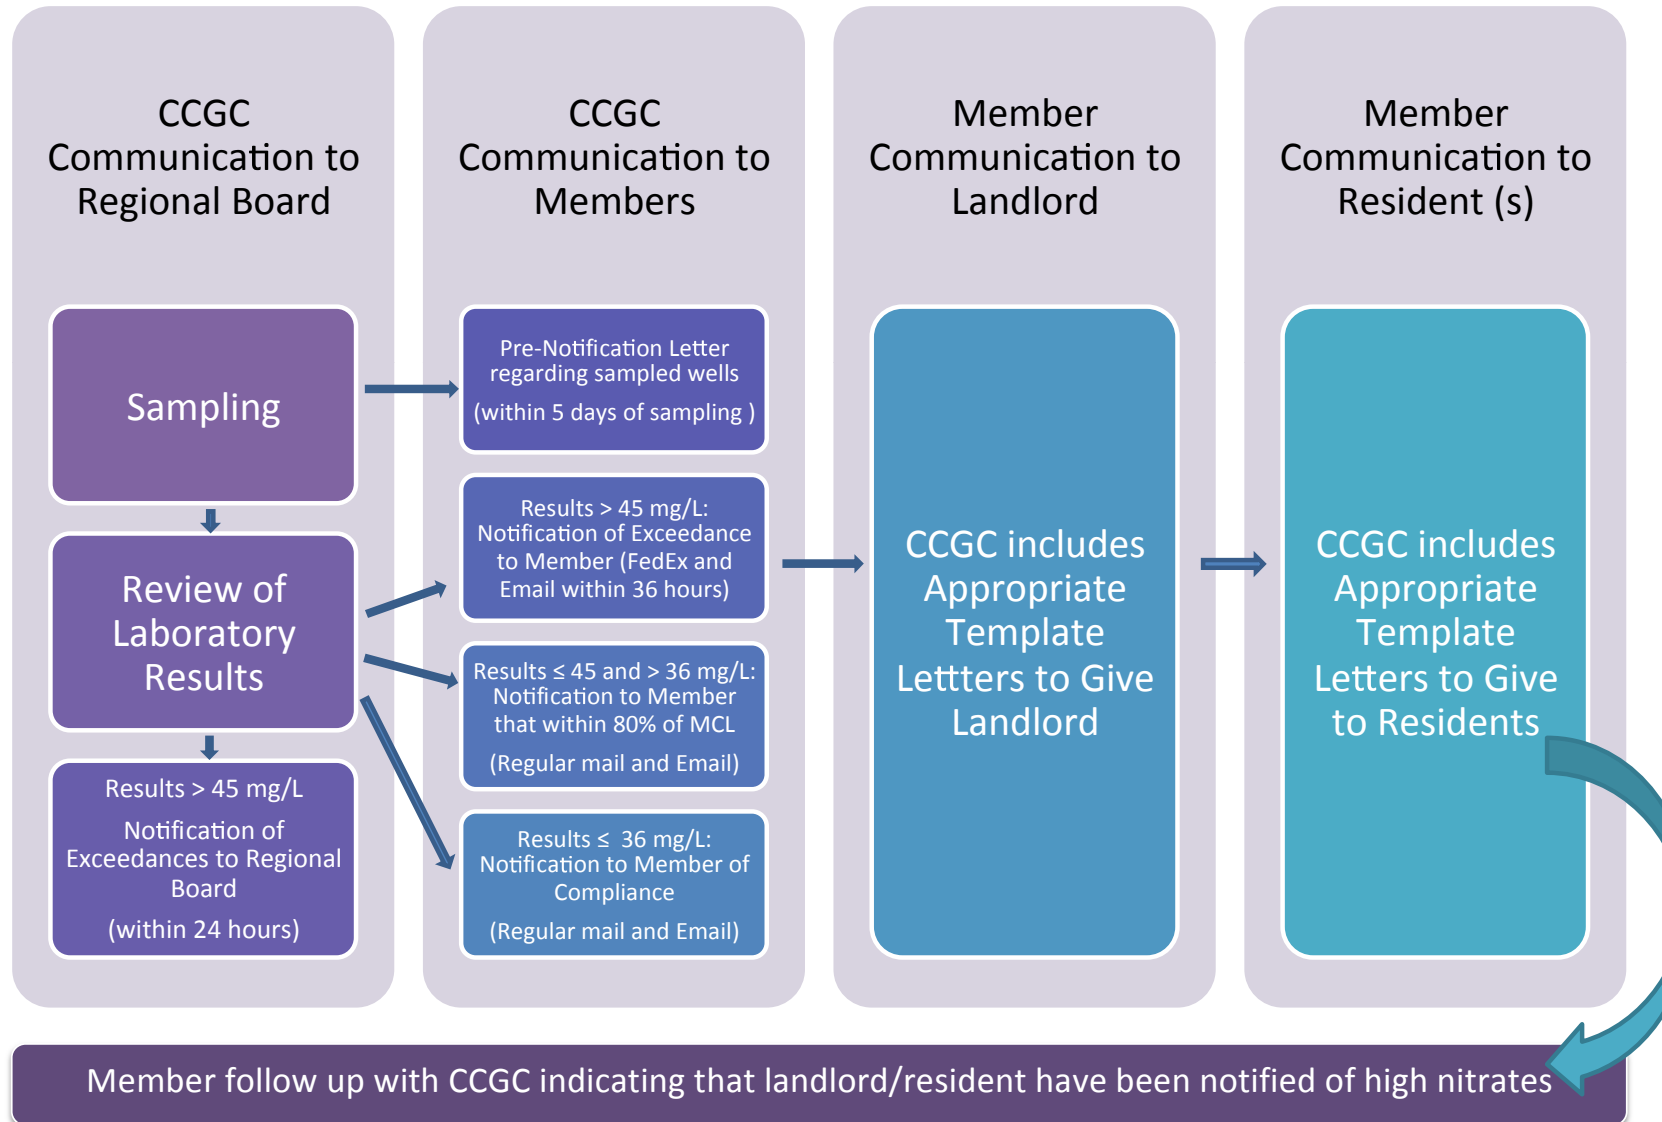 CCGC
Communication to
Regional Board
Sampling
Review of
Laboratory
Results
Results > 45 mg/L
Notification of
Exceedances to Regional
Board
(within 24 hours)
CCGC
Communication to
Members
Pre-Notification Letter
regarding sampled wells
(within 5 days of sampling )
Results > 45 mg/L:
Notification of Exceedance
to Member (FedEx and
Email within 36 hours)
Results ≤ 45 and > 36 mg/L:
Notification to Member
that within 80% of MCL
(Regular mail and Email)
Results ≤  36 mg/L:
Notification to Member of
Compliance
(Regular mail and Email)
Member
Communication to
Landlord
CCGC includes
Appropriate
Template
Lettters to Give
Landlord
Member
Communication to
Resident (s)
CCGC includes
Appropriate
Template
Letters to Give
to Residents
Member follow up with CCGC indicating that landlord/resident have been notified of high nitrates